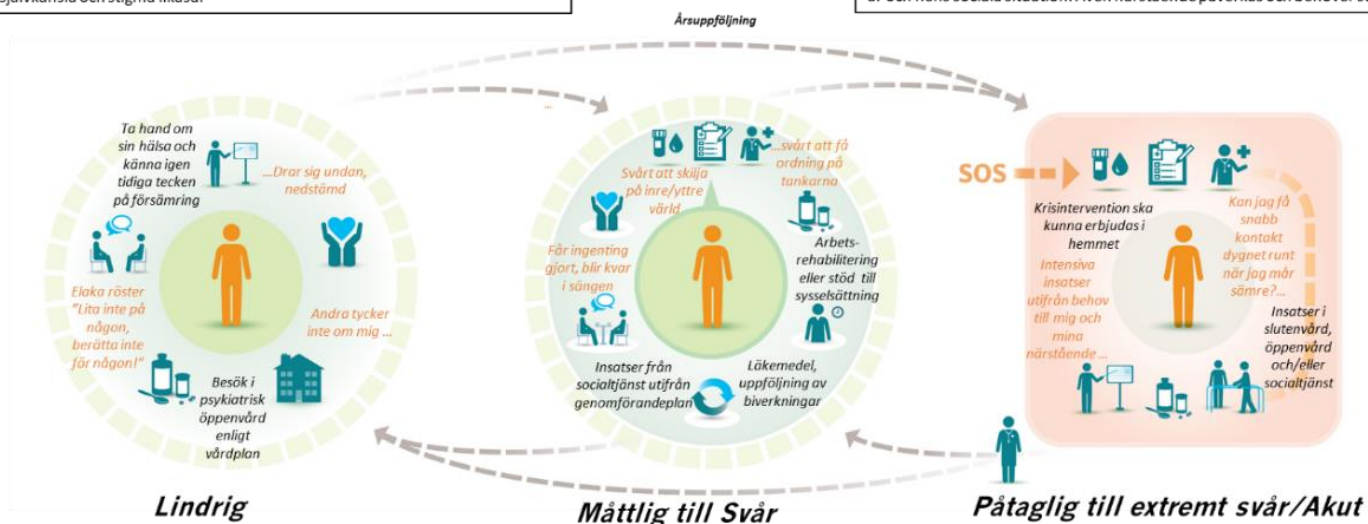 självkänsla och stigma
Årsuppföljning
Ta hand om
sin hälsa och
känna igen
tidiga tecken
på försämring
...Drar sig undan,
nedstämd
Elaka röster
"Lita inte på
någon,
berätta inte
för någon!"
Andra tycker
inte om mig ...
Besök i
psykiatrisk
öppenvård
enligt
vårdplan
Lindrig
...
Svårt att skilja
på inre/yttre
värld
...svårt att få
ordning på
tankarna
Får ingenting
gjort, blir kvar
i sängen
Arbets-
rehabilitering
eller stöd till
sysselsättning
Insatser från
socialtjänst utifrån
genomförandeplan
Läkemedel,
uppföljning av
biverkningar
Måttlig till Svår
SOS
Krisintervention ska
kunna erbjudas i
hemmet
Kan jag få
snabb
kontakt
dygnet runt
när jag mår
sämre?...
Intensiva
insatser
utifrån behov
till mig och
mina
närstående ...
Insatser i
slutenvård,
öppenvård
och/eller
socialtjänst
Påtaglig till extremt svår/Akut